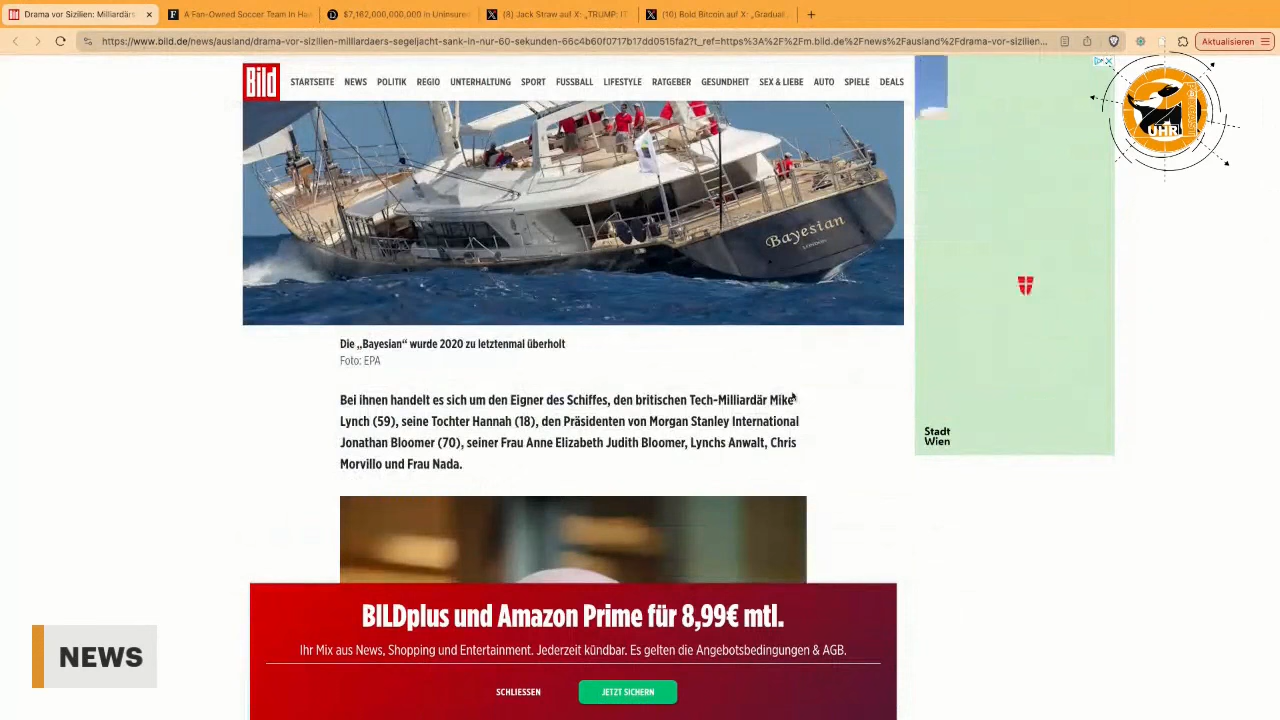 Drama vor Sizilien: Milliardärs
A Fan-Owned Soccer Team In Ha
$7,162,000,000,000 in Uninsured
(8) Jack Straw auf X: „TRUMP: IT
(10) Bold Bitcoin auf X: „Gradual
https://www.bild.de/news/ausland/drama-vor-sizilien-milliardaers-segeljacht-sank-in-nur-60-sekunden-66c4b60f0717b17dd0515fa2?t_ref=https%3A%2F%2Fm.bild.de%2Fnews%2Fausland%2Fdrama-vor-sizilien...
Aktualisieren
Bild
STARTSEITE NEWS POLITIK REGIO UNTERHALTUNG SPORT FUSSBALL LIFESTYLE RATGEBER GESUNDHEIT SEX & LIEBE AUTO SPIELE DEALS
UHR
Bayesian
LONDON
Die „Bayesian“ wurde 2020 zu letztenmal überholt
Foto: EPA
Bei ihnen handelt es sich um den Eigner des Schiffes, den britischen Tech-Milliardär Mike
Lynch (59), seine Tochter Hannah (18), den Präsidenten von Morgan Stanley International
Jonathan Bloomer (70), seiner Frau Anne Elizabeth Judith Bloomer, Lynchs Anwalt, Chris
Morvillo und Frau Nada.
Stadt
Wien
BILDplus und Amazon Prime für 8,99€ mtl.
Ihr Mix aus News, Shopping und Entertainment. Jederzeit kündbar. Es gelten die Angebotsbedingungen & AGB.
SCHLIESSEN
JETZT SICHERN
NEWS